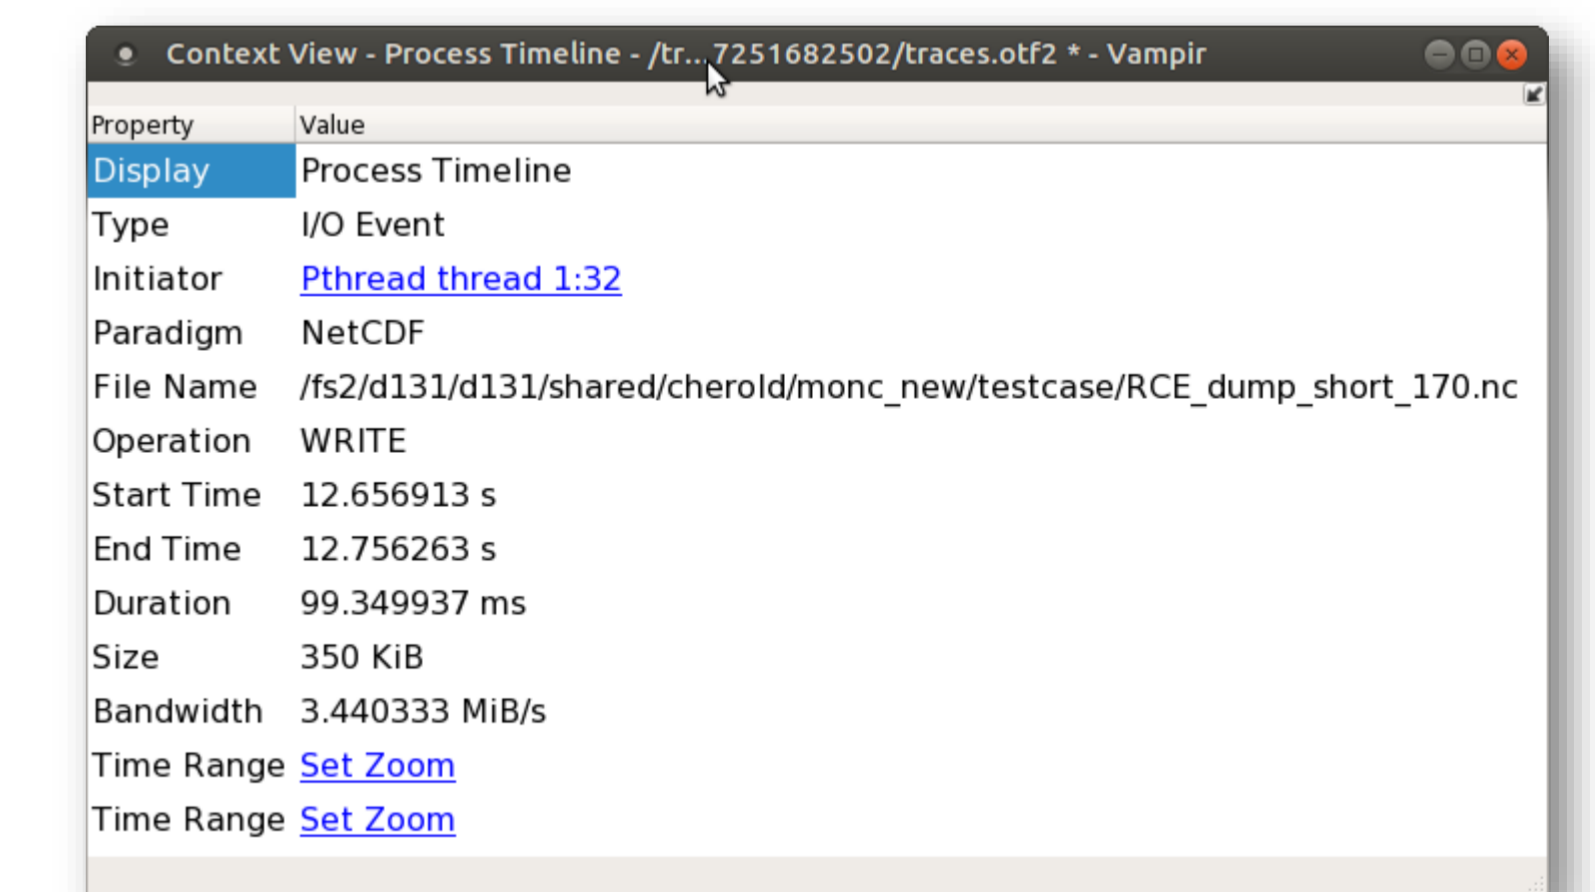 Context View - Process Timeline - /tr...7251682502/traces.otf2 * - Vampir
Property Value
Display Process Timeline
Type I/O Event
Initiator Pthread thread 1:32
Paradigm NetCDF
File Name /fs2/d131/d131/shared/cherold/monc_new/testcase/RCE_dump_short_170.nc
Operation WRITE
Start Time 12.656913 s
End Time 12.756263 s
Duration 99.349937 ms
Size 350 KiB
Bandwidth 3.440333 MiB/s
Time Range Set Zoom
Time Range Set Zoom